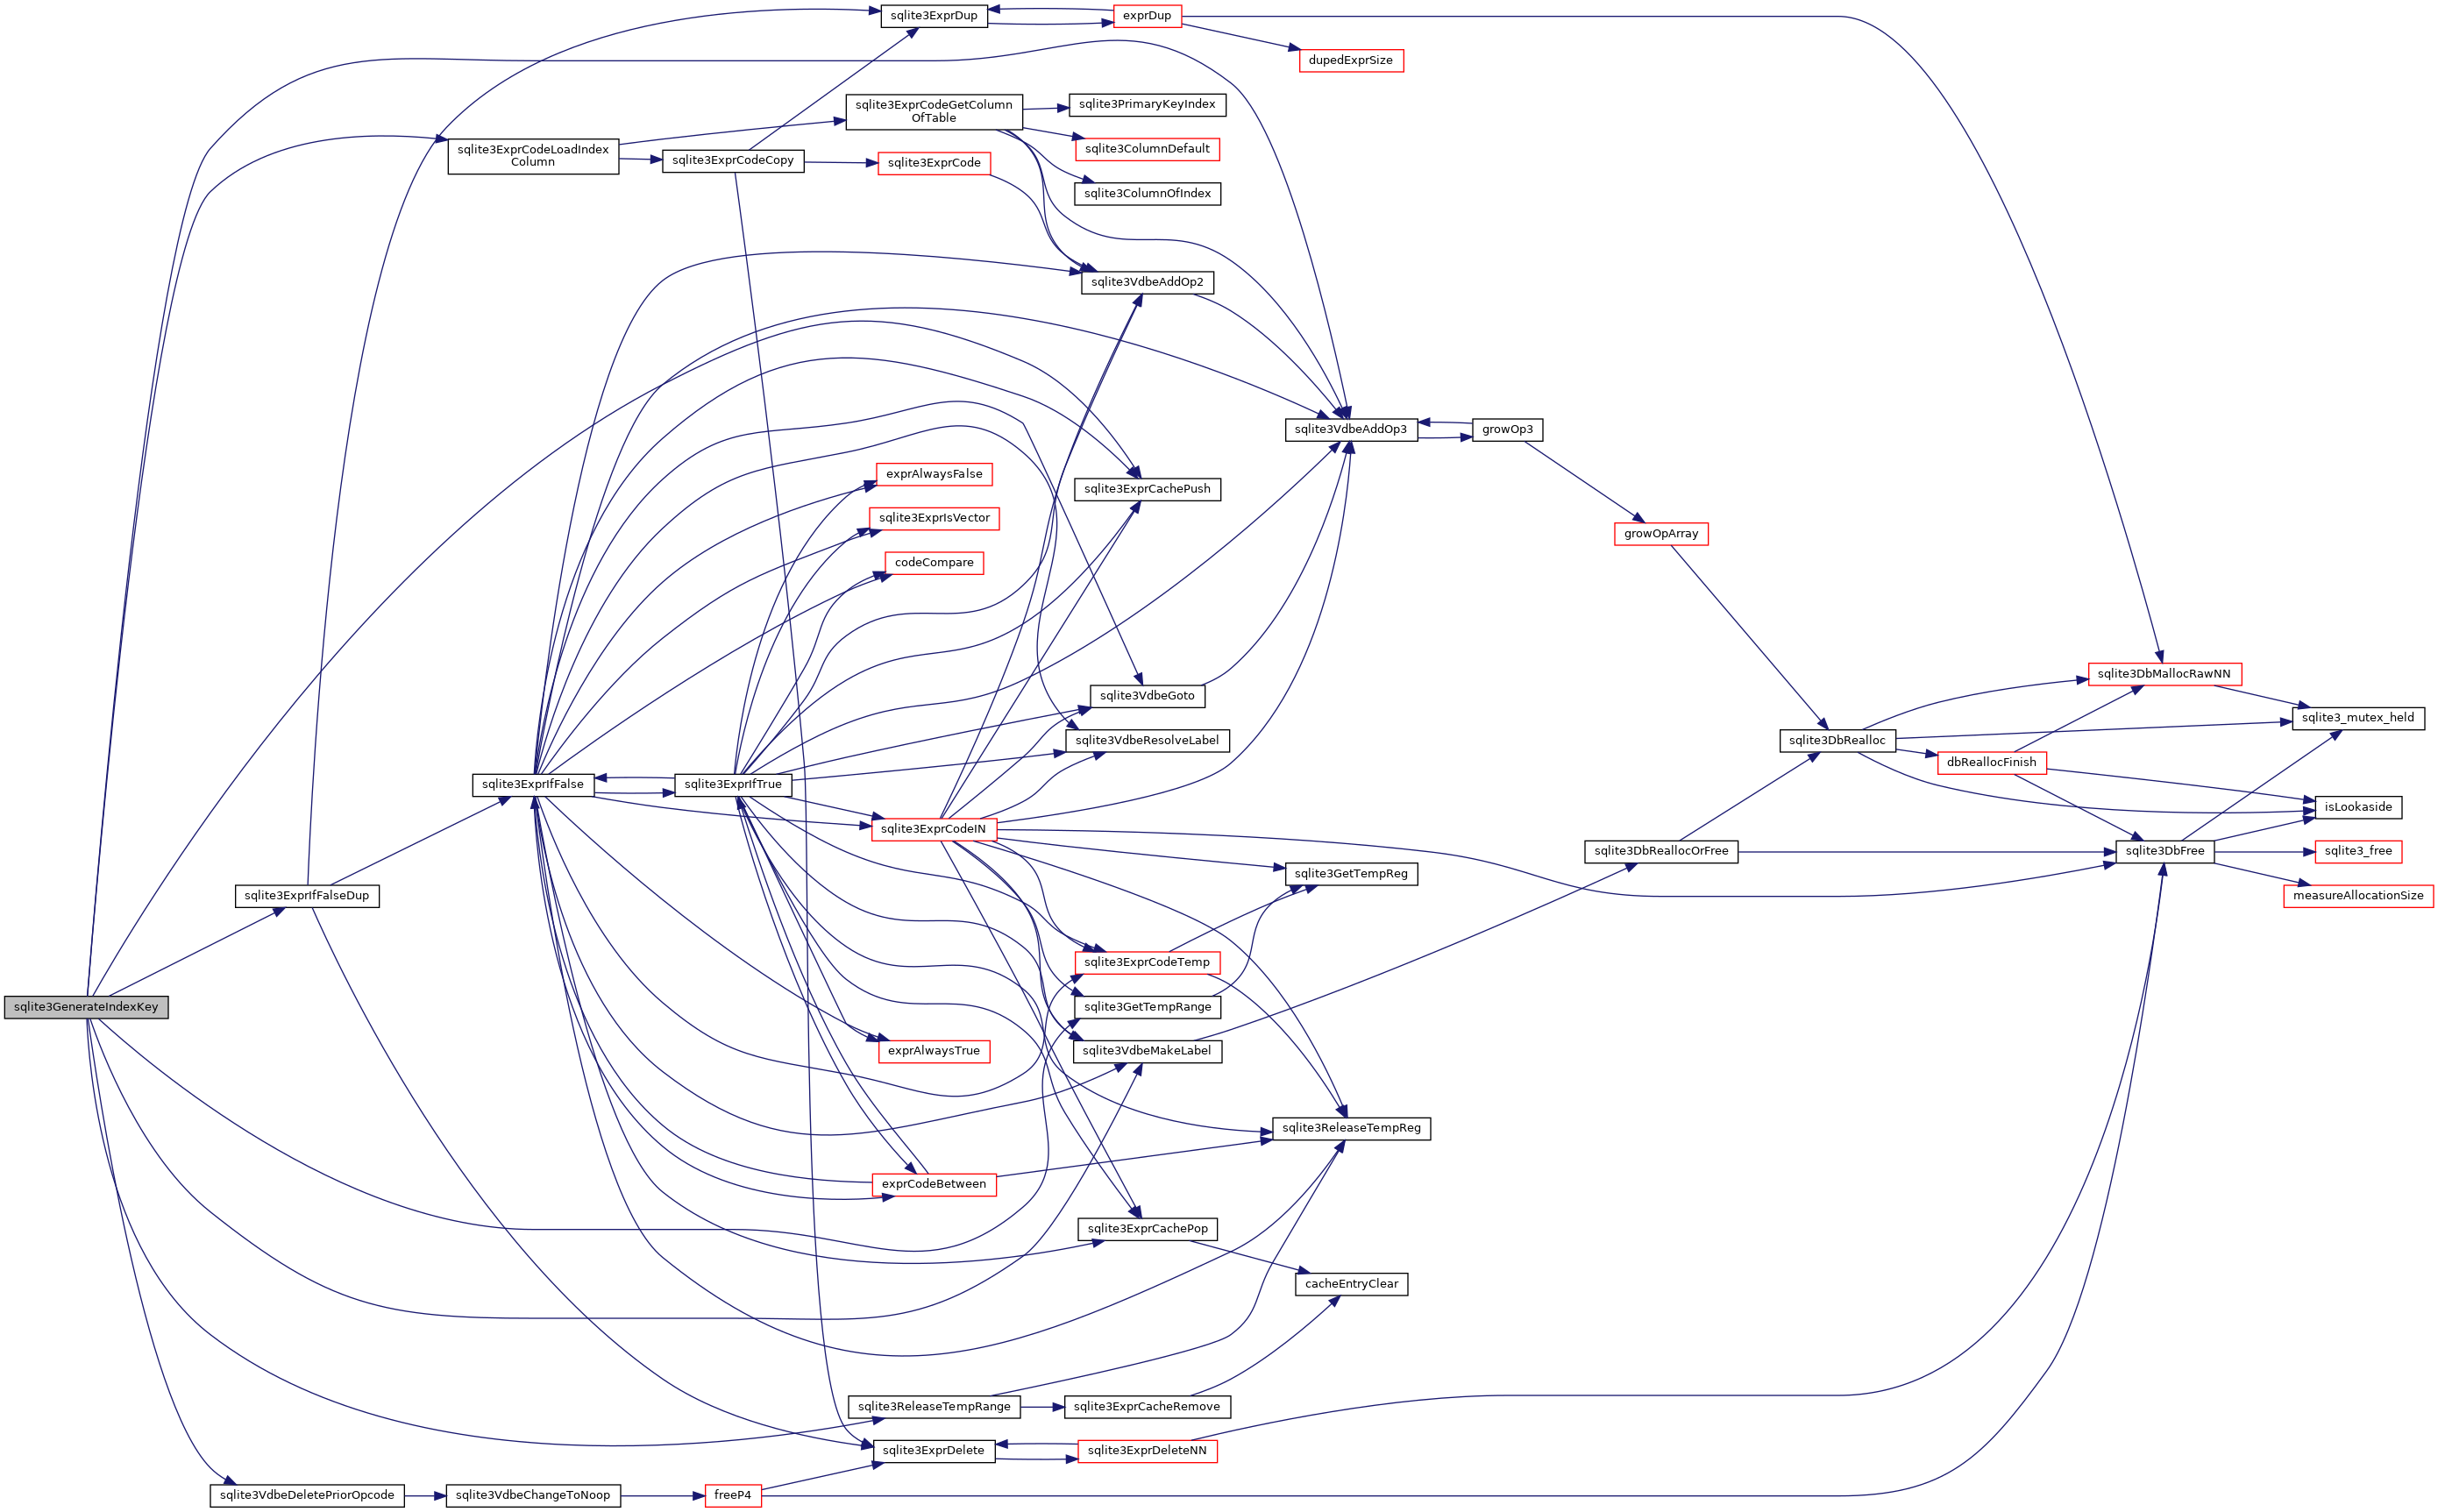 sqlite3ExprDup
exprDup
dupedExprSize
sqlite3ExprCodeGetColumn
OfTable
sqlite3PrimaryKeyIndex
sqlite3ExprCodeLoadIndex
Column
sqlite3ExprCodeCopy
sqlite3ExprCode
sqlite3ColumnDefault
sqlite3ColumnOfIndex
sqlite3VdbeAddOp2
sqlite3VdbeAddOp3
growOp3
exprAlwaysFalse
sqlite3ExprCachePush
sqlite3ExprIsVector
growOpArray
codeCompare
sqlite3DbMallocRawNN
sqlite3VdbeGoto
sqlite3_mutex_held
sqlite3VdbeResolveLabel
sqlite3DbRealloc
dbReallocFinish
sqlite3ExprIfFalse
sqlite3ExprIfTrue
isLookaside
sqlite3ExprCodeIN
sqlite3DbReallocOrFree
sqlite3DbFree
sqlite3_free
sqlite3GetTempReg
sqlite3ExprIfFalseDup
measureAllocationSize
sqlite3ExprCodeTemp
sqlite3GenerateIndexKey
sqlite3GetTempRange
exprAlwaysTrue
sqlite3VdbeMakeLabel
sqlite3ReleaseTempReg
exprCodeBetween
sqlite3ExprCachePop
cacheEntryClear
sqlite3ReleaseTempRange
sqlite3ExprCacheRemove
sqlite3ExprDelete
sqlite3ExprDeleteNN
sqlite3VdbeDeletePriorOpcode
sqlite3VdbeChangeToNoop
freeP4